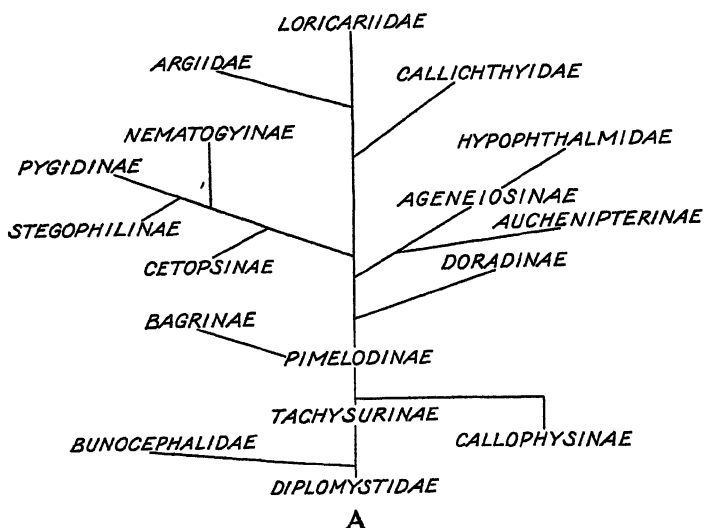 LORICARIIDAE
ARGIIDAE
CALLICHTHYIDAE
NEMATOGYINAE
HYPOPHTHALMIDAE
PYGIDINAE
AGENEIOSINAE
AUCHENIPTERINAE
STEGOPHILINAE
CETOPSINAE
DORADINAE
BAGRINAE
PIMELODINAE
TACHYSURINAE
BUNOCEPHALIDAE
CALLOPHYSINAE
DIPLOMYSTIDAE
A